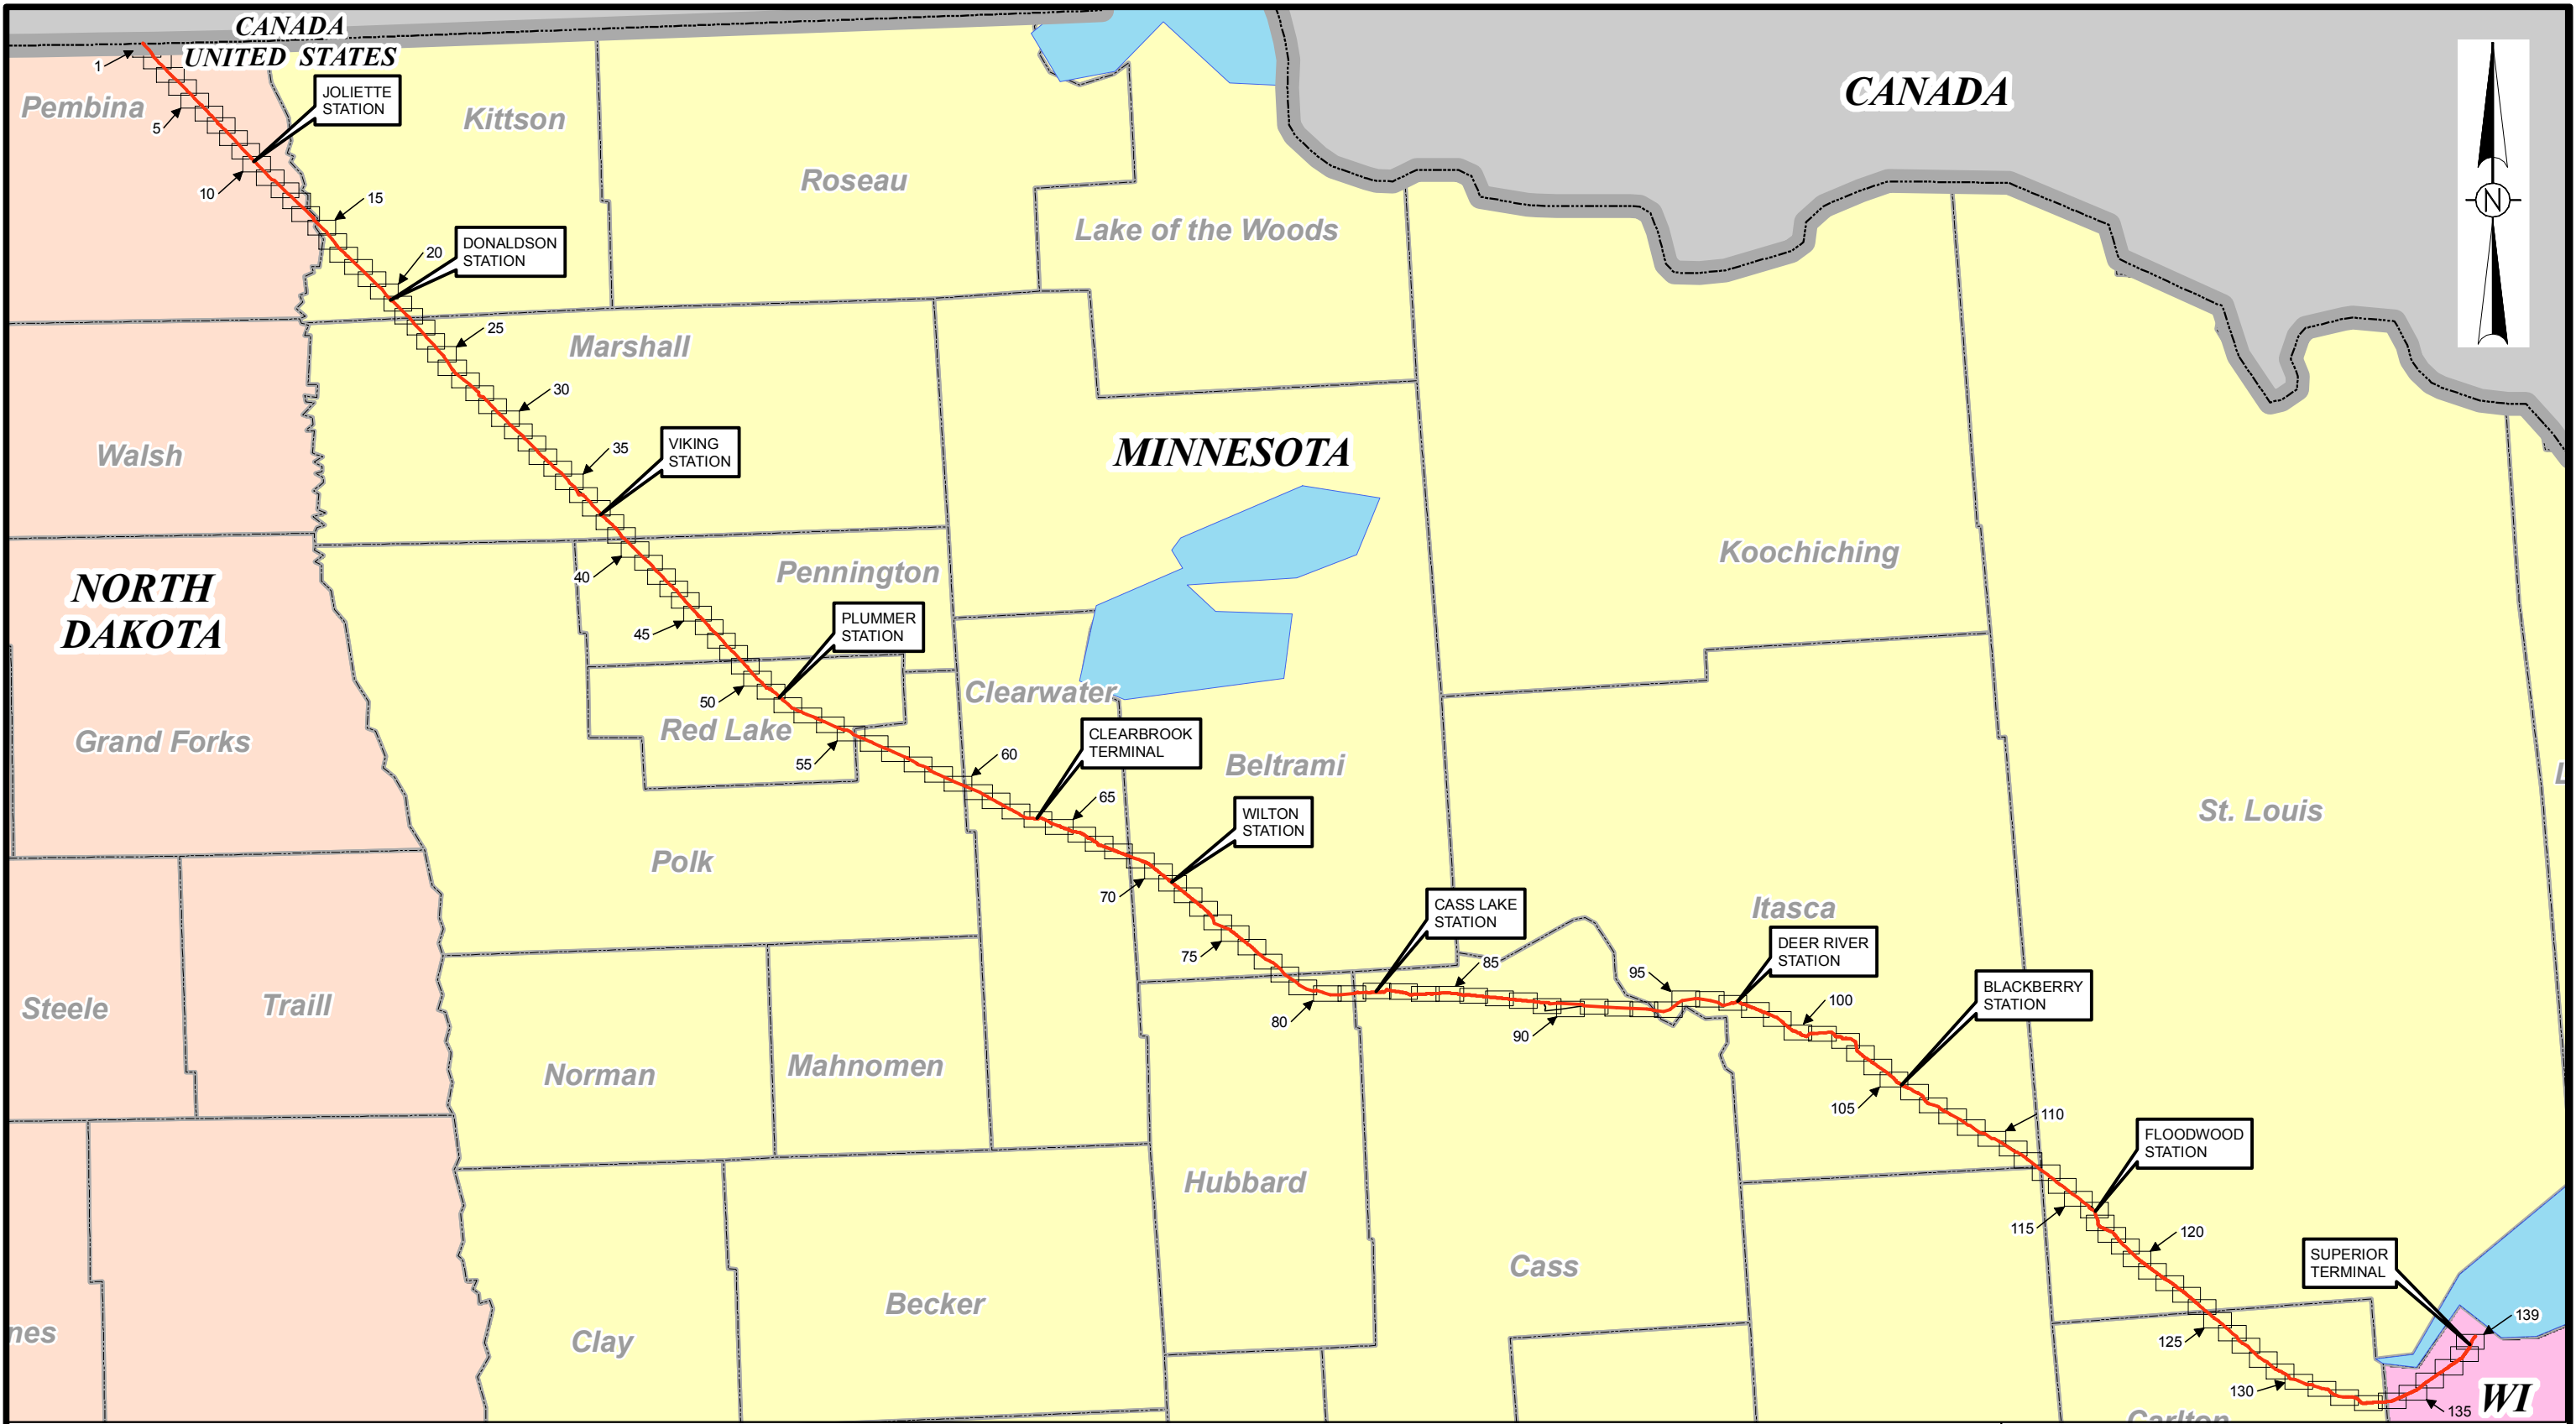 CANADA
UNITED STATES
1
Pembina
5
JOLIETTE
STATION
Kittson
CANADA
N
10
15
Roseau
20
DONALDSON
STATION
Lake of the Woods
25
Marshall
30
Walsh
35
VIKING
STATION
MINNESOTA
NORTH
DAKOTA
40
Pennington
Koochiching
45
PLUMMER
STATION
50
Red Lake
Clearwater
55
Grand Forks
60
CLEARBROOK
TERMINAL
Beltrami
St. Louis
L
65
WILTON
STATION
Polk
70
75
CASS LAKE
STATION
Itasca
80
85
90
95
DEER RIVER
STATION
100
BLACKBERRY
STATION
Steele
Traill
Norman
Mahnomen
105
110
Hubbard
FLOODWOOD
STATION
115
120
Cass
SUPERIOR
TERMINAL
nes
Clay
Becker
125
130
139
135
WI
Carlton